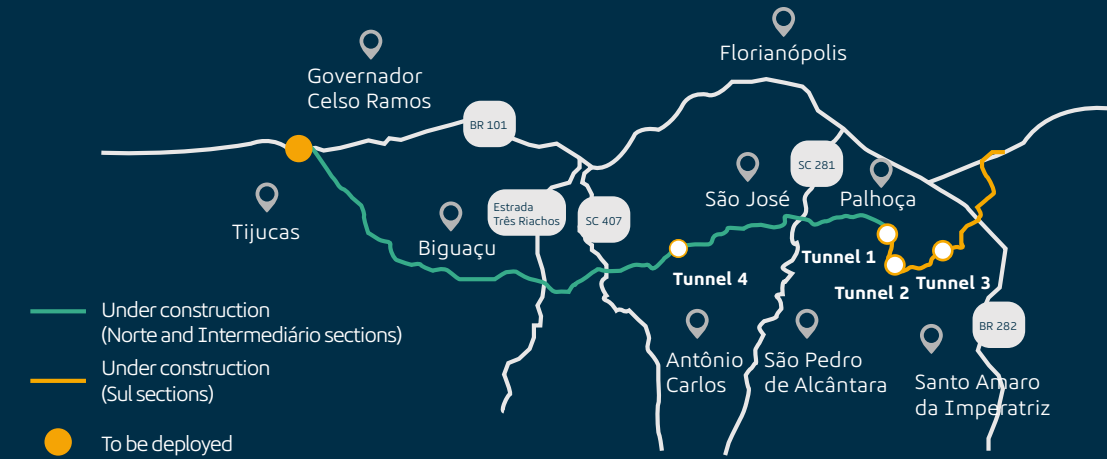 Florianópolis
Governador
Celso Ramos
BR 101
SC 281
São José
Palhoça
Estrada
Três Riachos
SC 407
Tijucas
Biguaçu
Tunnel 1
Tunnel 4
Tunnel 3
Tunnel 2
Under construction
(Norte and Intermediário sections)
BR 282
Antônio
Carlos
São Pedro
de Alcântara
Under construction
(Sul sections)
Santo Amaro
da Imperatriz
To be deployed